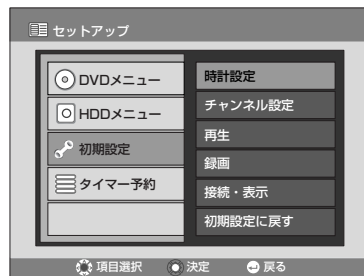 セットアップ
DVDメニュー
HDDメニュー
初期設定
タイマー予約
時計設定
チャンネル設定
再生
録画
接続・表示
初期設定に戻す
項目選択 決定 戻る